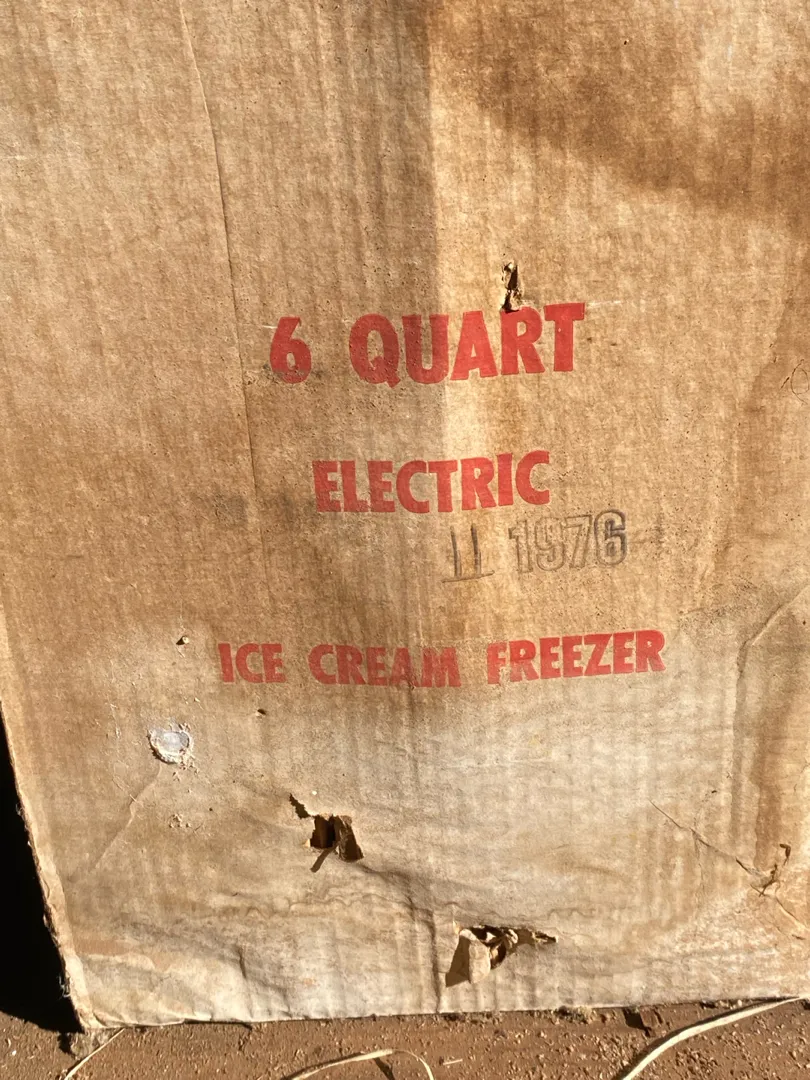 6 QUART
ELECTRIC
11 1976
ICE CREAM FREEZER